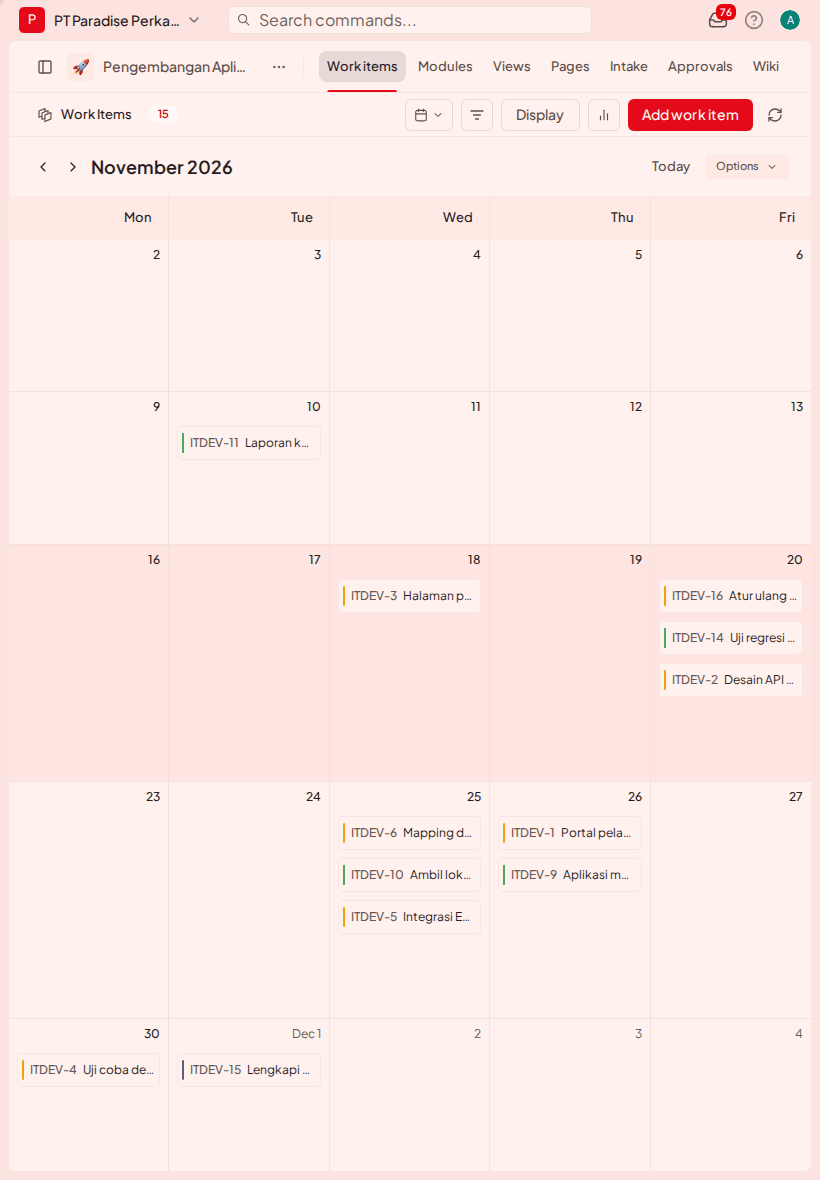 P PT Paradise Perka... Search commands... 76 A
Pengembangan Apli... Work items Modules Views Pages Intake Approvals Wiki
Work Items 15 Display Add work item
November 2026 Today Options
Mon Tue Wed Thu Fri
2 3 4 5 6
9 10 11 12 13
ITDEV-11 Laporan k...
16 17 18 19 20
ITDEV-3 Halaman p... ITDEV-16 Atur ulang ...
ITDEV-14 Uji regresi ...
ITDEV-2 Desain API ...
23 24 25 26 27
ITDEV-6 Mapping d... ITDEV-1 Portal pela...
ITDEV-10 Ambil lok... ITDEV-9 Aplikasi m...
ITDEV-5 Integrasi E...
30 Dec 1 2 3 4
ITDEV-4 Uji coba de... ITDEV-15 Lengkapi ...